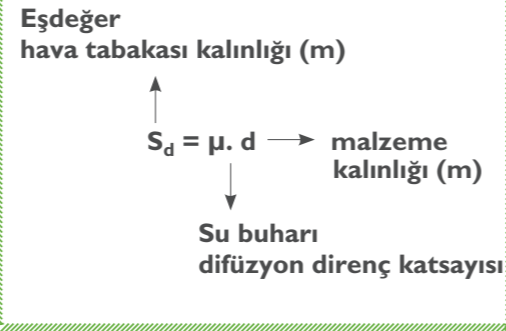 Eşdeğer
hava tabakası kalınlığı (m)
Sd = μ. d → malzeme
kalınlığı (m)
Su buharı
difüzyon direnç katsayısı